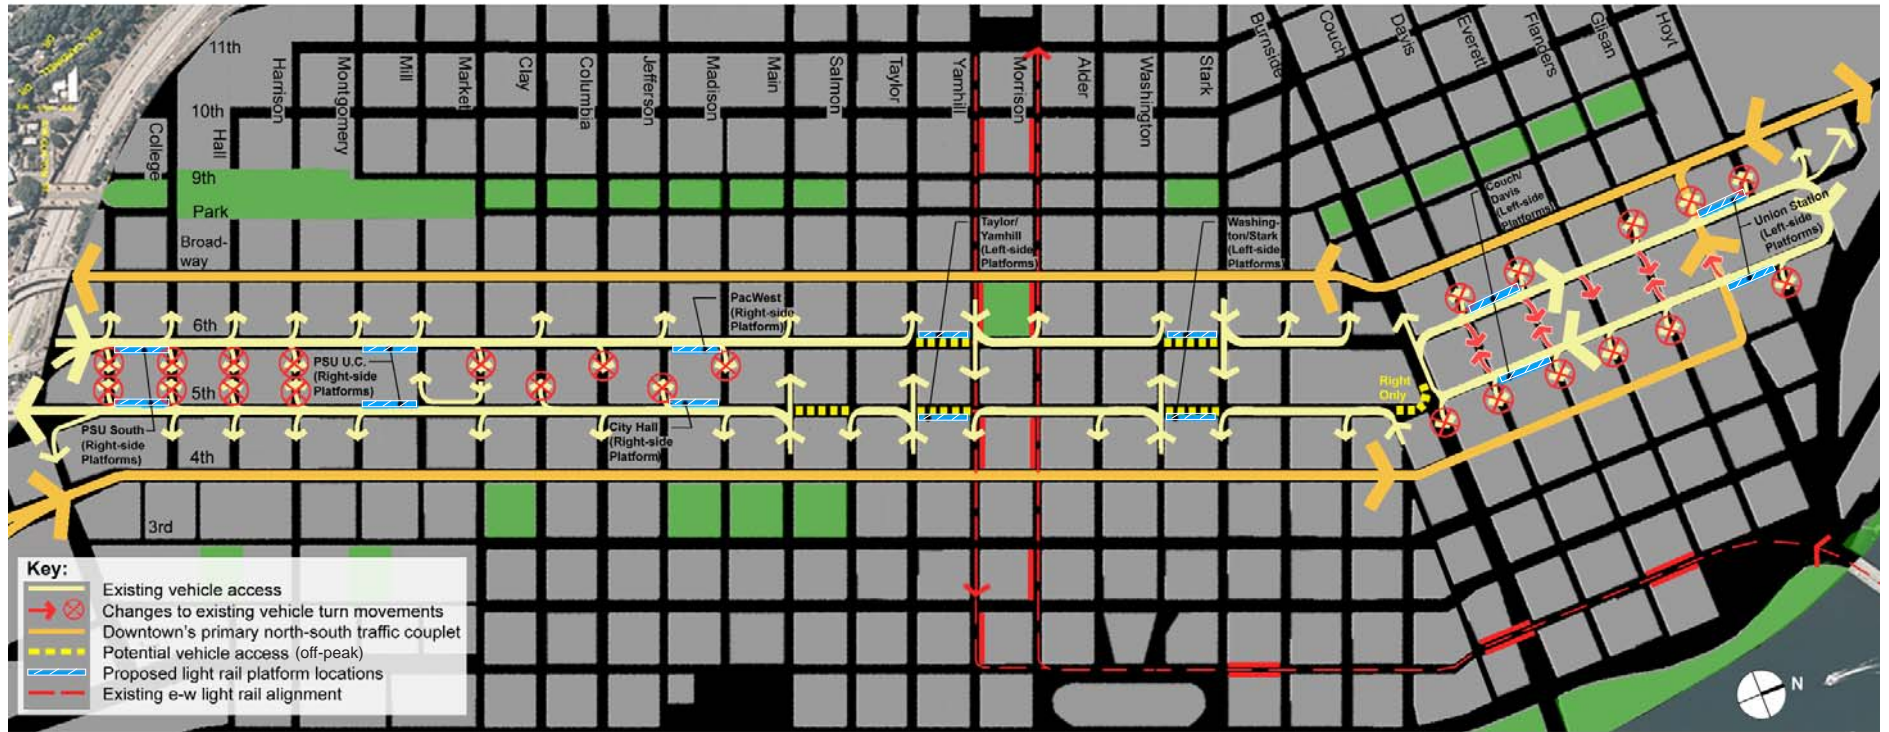 11th
10th
9th
Park
Broad-
way
6th
5th
4th
3rd
College
Hall
Harrison
Montgomery
Mill
Market
Clay
Columbia
Jefferson
Madison
Main
Salmon
Taylor
Yamhill
Morrison
Alder
Washington
Stark
Burnside
Couch
Davis
Everett
Flanders
Glisan
Hoyt
Taylor/
Yamhill
(Left-side
Platforms)
Washing-
ton/Stark
(Left-side
Platforms)
Couch/
Davis
(Left-side
Platforms)
Union Station
(Left-side
Platforms)
PacWest
(Right-side
Platform)
PSU U.C.
(Right-side
Platforms)
PSU South
(Right-side
Platforms)
City Hall
(Right-side
Platform)
Right
Only
Key:
Existing vehicle access
Changes to existing vehicle turn movements
Downtown's primary north-south traffic couplet
Potential vehicle access (off-peak)
Proposed light rail platform locations
Existing e-w light rail alignment
N